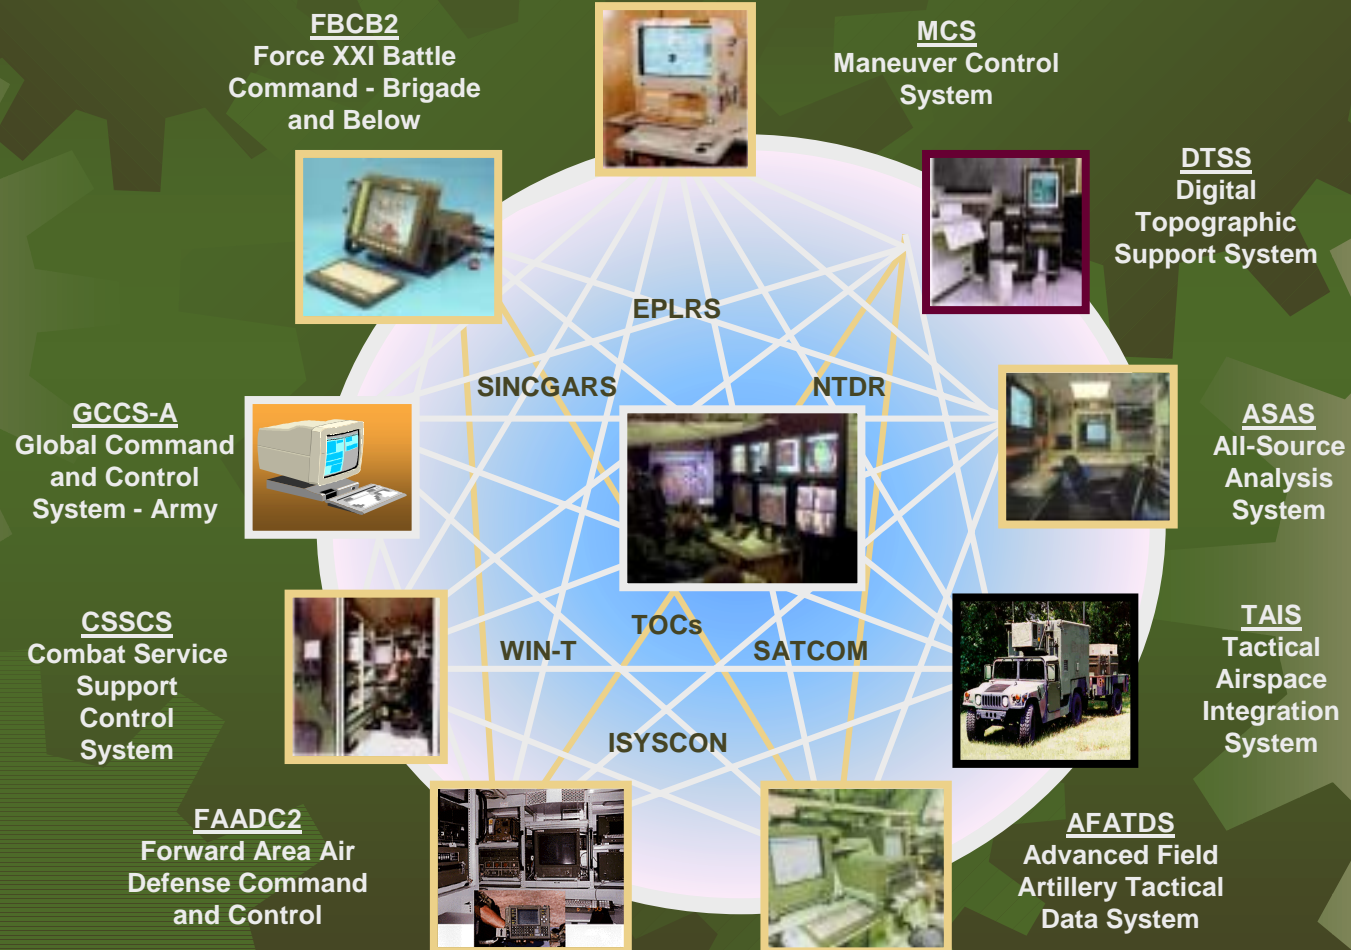 FBCB2
Force XXI Battle
Command - Brigade
and Below
MCS
Maneuver Control
System
DTSS
Digital
Topographic
Support System
EPLRS
SINCGARS
NTDR
GCCS-A
Global Command
and Control
System - Army
ASAS
All-Source
Analysis
System
CSSCS
Combat Service
Support
Control
System
WIN-T
TOCs
SATCOM
ISYSCON
TAIS
Tactical
Airspace
Integration
System
FAADC2
Forward Area Air
Defense Command
and Control
AFATDS
Advanced Field
Artillery Tactical
Data System